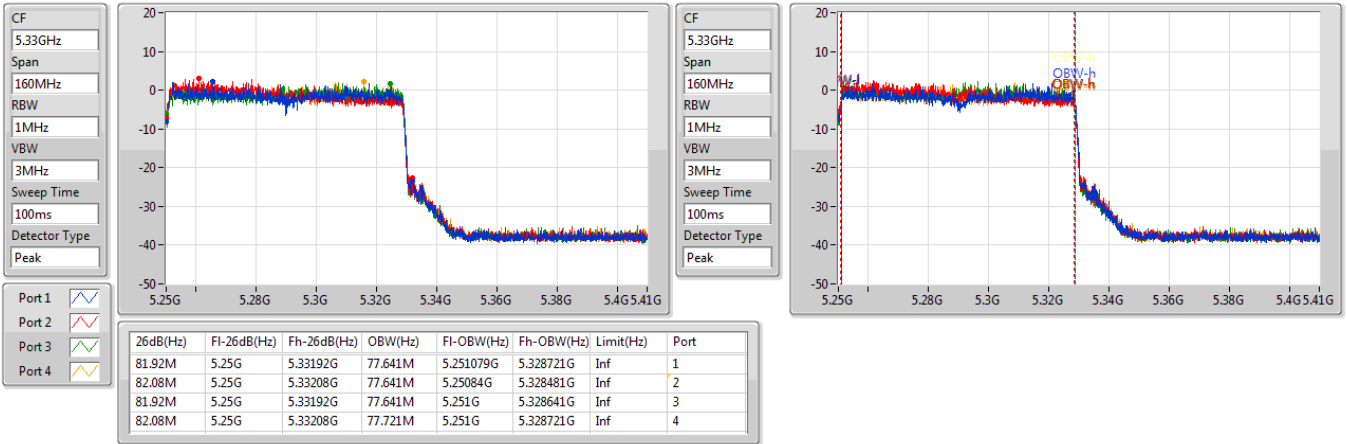 CF
5.33GHz
Span
160MHz
RBW
1MHz
VBW
3MHz
Sweep Time
100ms
Detector Type
Peak
20
10
0
-10
-20
-30
-40
-50
5.25G 5.28G 5.3G 5.32G 5.34G 5.36G 5.38G 5.4G 5.41G
CF
5.33GHz
Span
160MHz
RBW
1MHz
VBW
3MHz
Sweep Time
100ms
Detector Type
Peak
20
10
0
-10
-20
-30
-40
-50
OBW-h
OBW-h
OBW-h
5.25G 5.28G 5.3G 5.32G 5.34G 5.36G 5.38G 5.4G 5.41G
Port 1
Port 2
Port 3
Port 4
26dB(Hz) Fl-26dB(Hz) Fh-26dB(Hz) OBW(Hz) Fl-OBW(Hz) Fh-OBW(Hz) Limit(Hz) Port
81.92M 5.25G 5.33192G 77.641M 5.251079G 5.328721G Inf 1
82.08M 5.25G 5.33208G 77.641M 5.25084G 5.328481G Inf 2
81.92M 5.25G 5.33192G 77.641M 5.251G 5.328641G Inf 3
82.08M 5.25G 5.33208G 77.721M 5.251G 5.328721G Inf 4